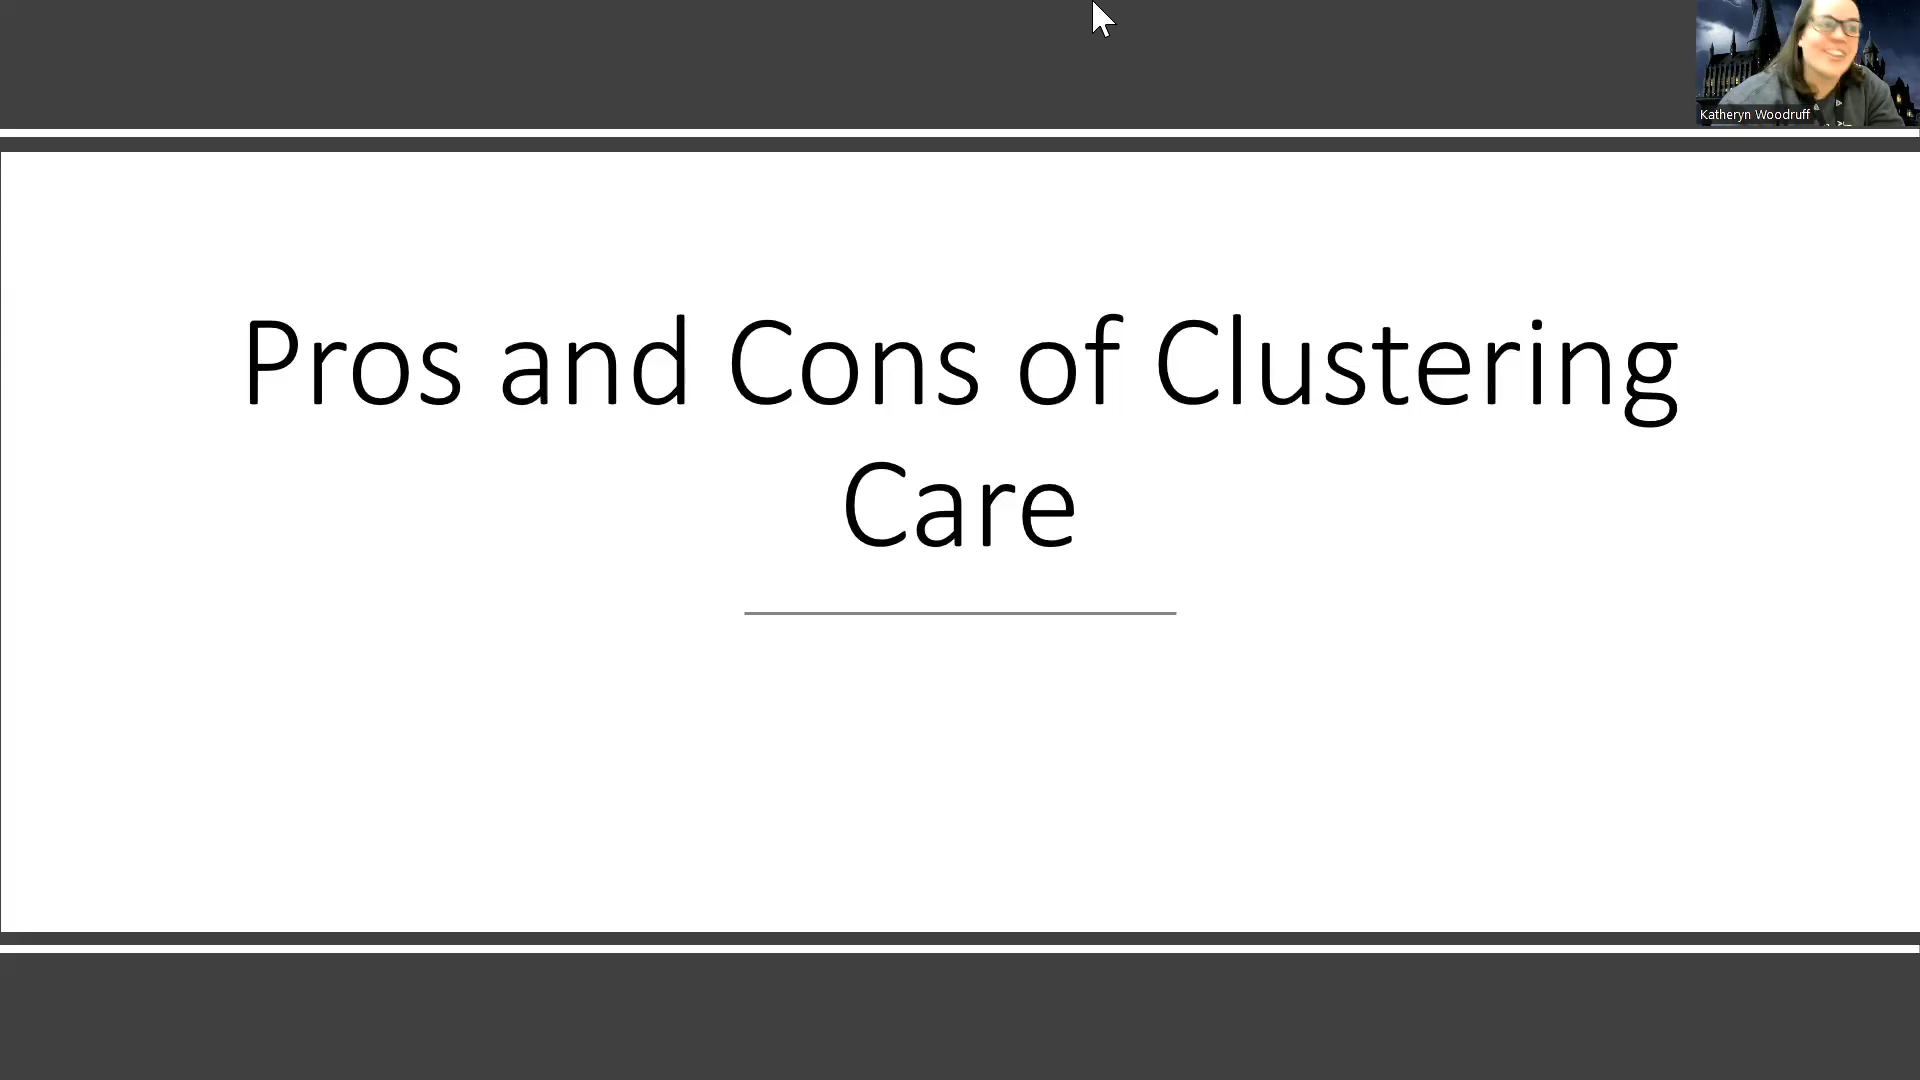 Katheryn Woodruff
Pros and Cons of Clustering
Care